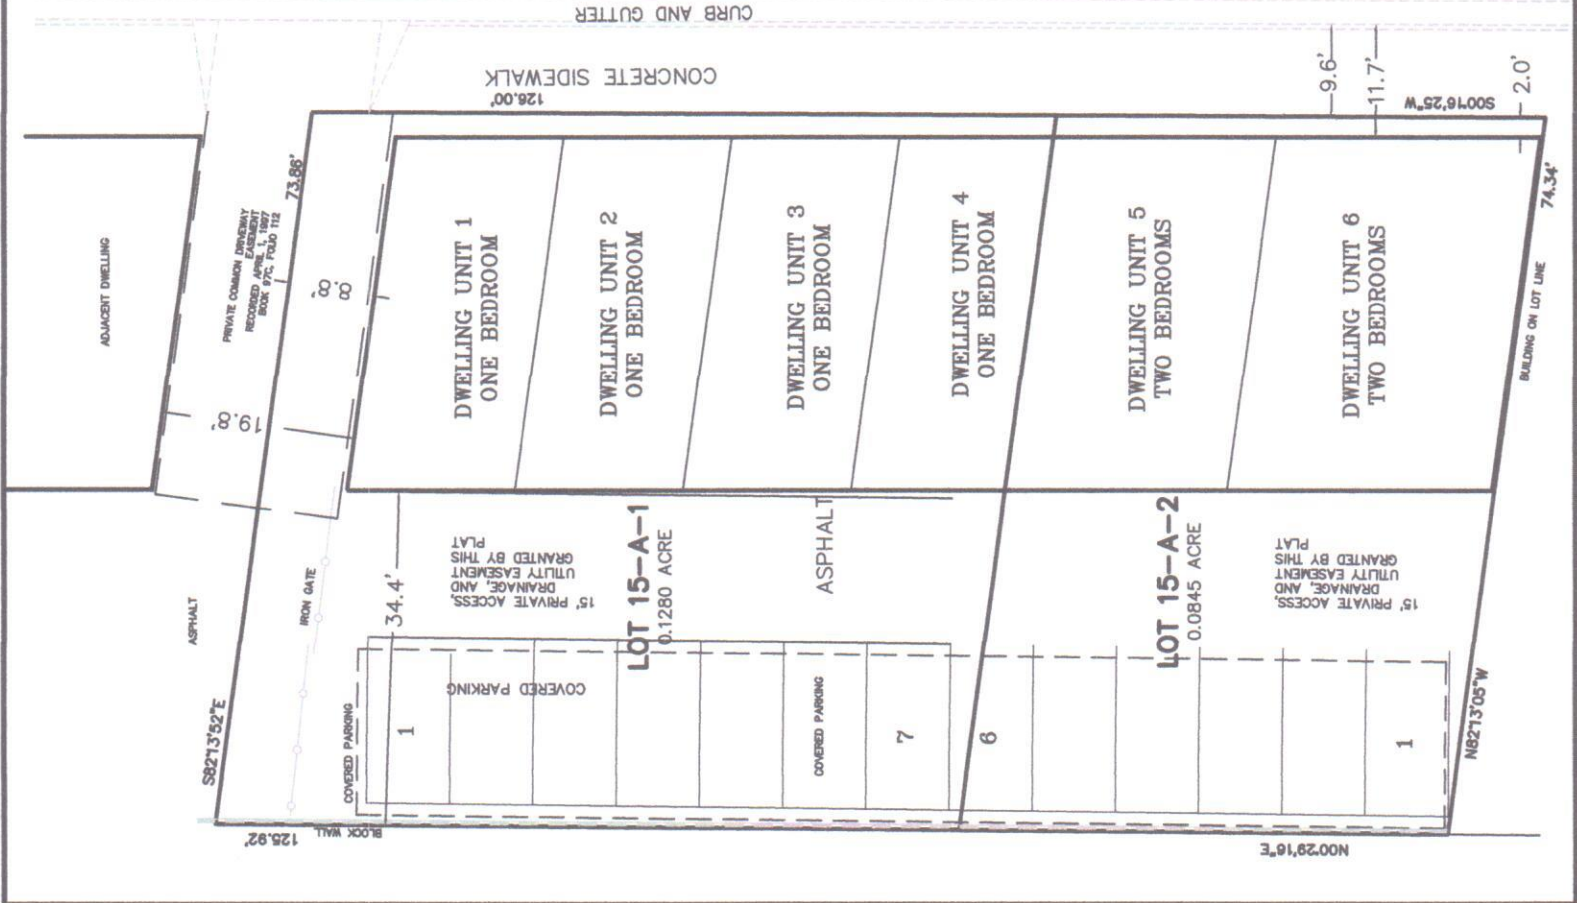 CURB AND GUTTER
CONCRETE SIDEWALK
126.00'
9.6'
11.7'
2.0'
S00°16'25"W
ADJACENT DWELLING
PRIVATE COMMON DRIVEWAY
EASEMENT
RECORDED APRIL 1, 1997
BOOK 97C, FOLIO 112
73.86'
8.8'
19.8'
DWELLING UNIT 1
ONE BEDROOM
DWELLING UNIT 2
ONE BEDROOM
DWELLING UNIT 3
ONE BEDROOM
DWELLING UNIT 4
ONE BEDROOM
DWELLING UNIT 5
TWO BEDROOMS
DWELLING UNIT 6
TWO BEDROOMS
74.34'
BUILDING ON LOT LINE
ASPHALT
IRON GATE
34.4'
15' PRIVATE ACCESS,
DRAINAGE, AND
UTILITY EASEMENT
GRANTED BY THIS
PLAT
LOT 15-A-1
0.1280 ACRE
ASPHALT
LOT 15-A-2
0.0845 ACRE
15' PRIVATE ACCESS,
DRAINAGE, AND
UTILITY EASEMENT
GRANTED BY THIS
PLAT
S82°13'52"E
COVERED PARKING
1
COVERED PARKING
COVERED PARKING
7
6
1
N82°13'05"W
125.92'
BLOCK WALL
N00°29'16"E